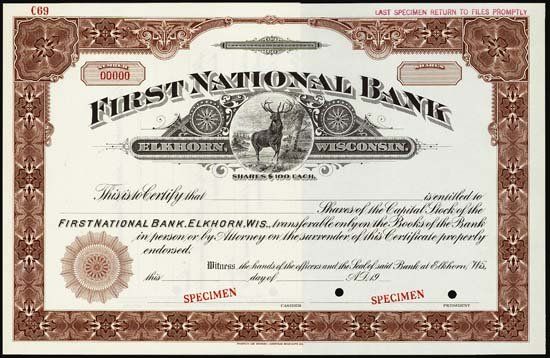 C69
LAST SPECIMEN RETURN TO FILES PROMPTLY
NUMBER
00000
SHARES
FIRST NATIONAL BANK
ELKHORN, WISCONSIN.
SHARES $100 EACH.
This is to Certify that is entitled to
Shares of the Capital Stock of the
FIRST NATIONAL BANK, ELKHORN, WIS., transferable only on the Books of the Bank
in person or by Attorney on the surrender of this Certificate properly
endorsed.
Witness the hands of the officers and the Seal of said Bank at Elkhorn, Wis,
this day of A.D. 19
SPECIMEN
SPECIMEN
CASHIER
PRESIDENT